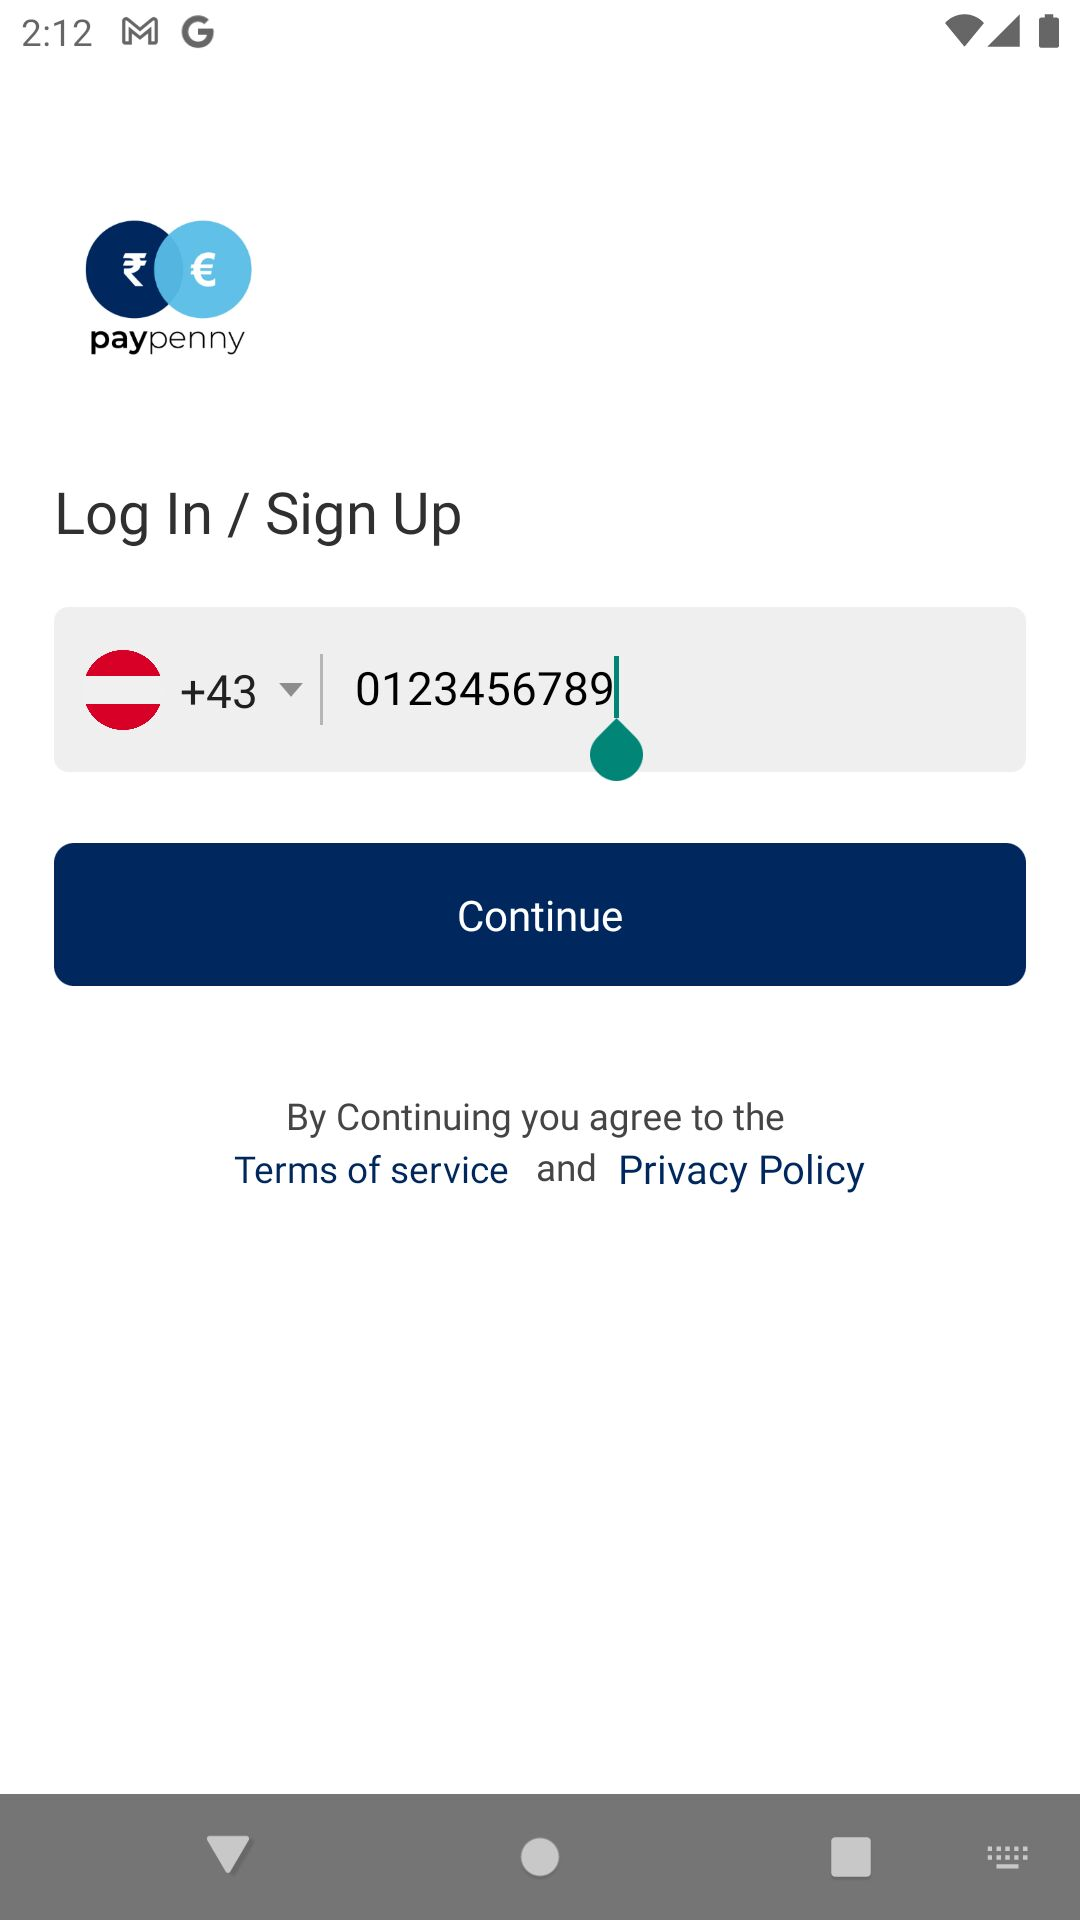 2:12
₹ €
paypenny
Log In / Sign Up
+43 0123456789
Continue
By Continuing you agree to the
Terms of service and Privacy Policy